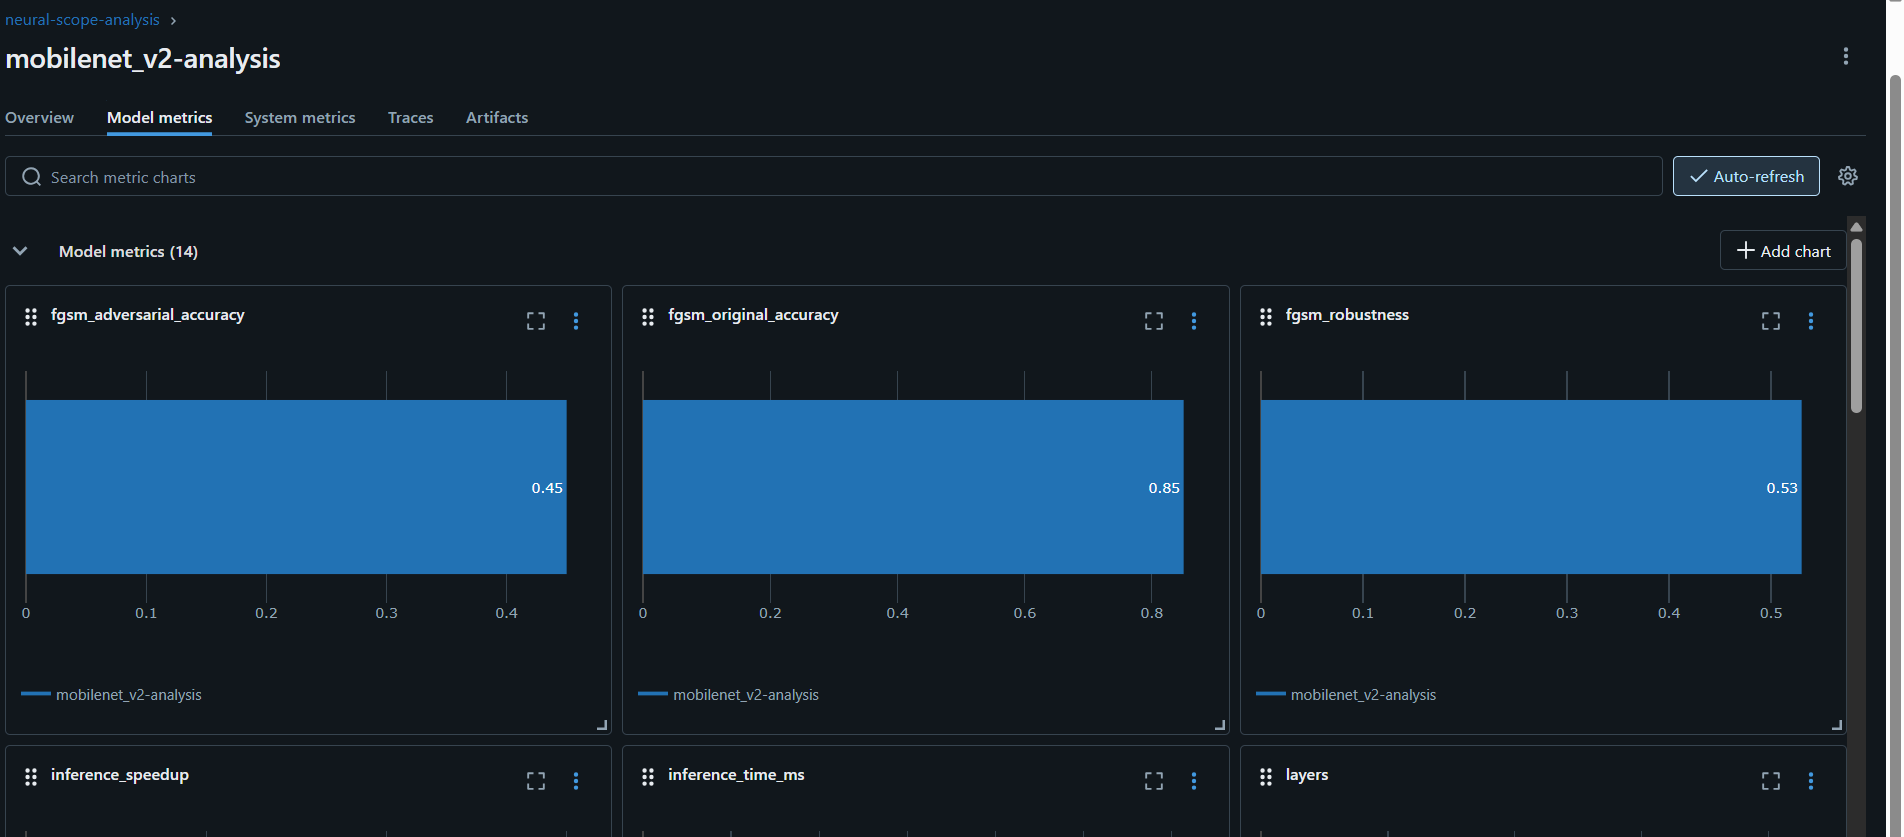 neural-scope-analysis
mobilenet_v2-analysis
Overview Model metrics System metrics Traces Artifacts
Search metric charts Auto-refresh
Model metrics (14) Add chart
fgsm_adversarial_accuracy
0.45
0 0.1 0.2 0.3 0.4
mobilenet_v2-analysis
fgsm_original_accuracy
0.85
0 0.2 0.4 0.6 0.8
mobilenet_v2-analysis
fgsm_robustness
0.53
0 0.1 0.2 0.3 0.4 0.5
mobilenet_v2-analysis
inference_speedup
inference_time_ms
layers